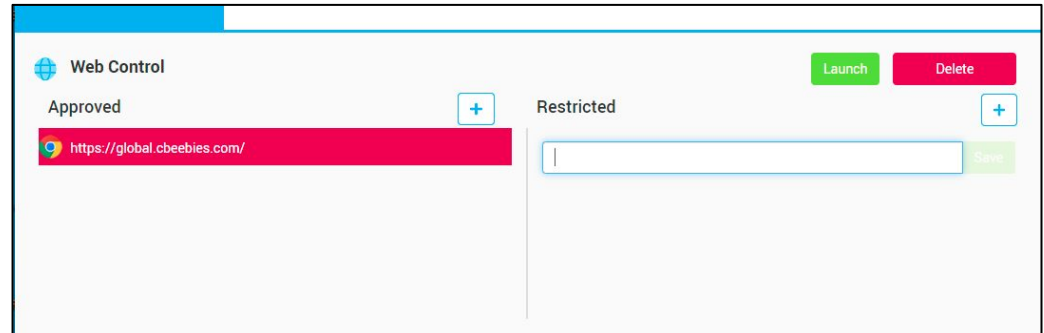 Web Control
Launch
Delete
Approved
+
Restricted
+
https://global.cbeebies.com/
Save